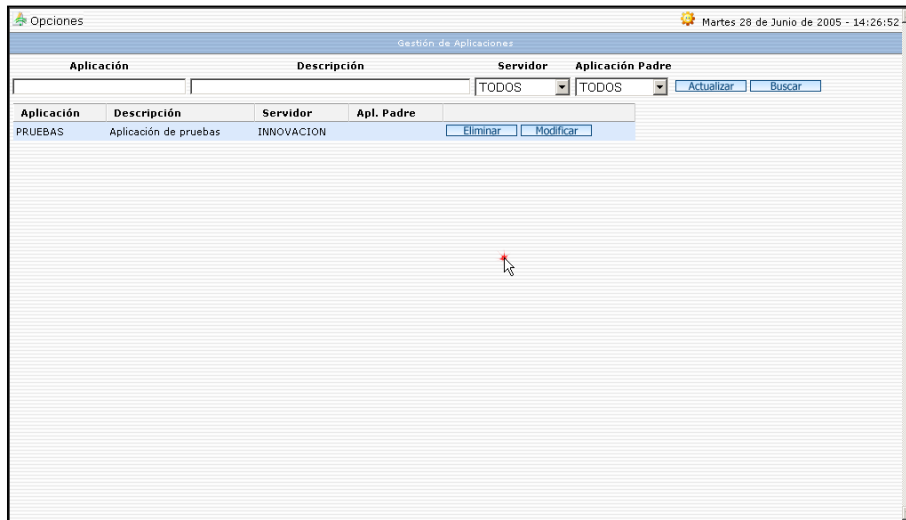 Opciones Martes 28 de Junio de 2005 - 14:26:52
Gestión de Aplicaciones
Aplicación Descripción Servidor Aplicación Padre
TODOS TODOS Actualizar Buscar
Aplicación Descripción Servidor Apl. Padre
PRUEBAS Aplicación de pruebas INNOVACION Eliminar Modificar